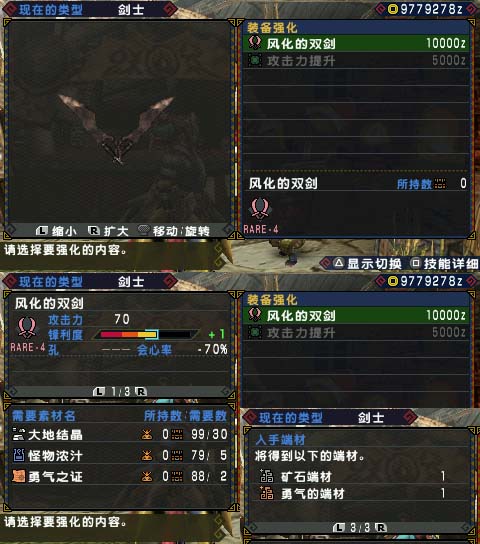 现在的类型 剑士
9779278z
装备强化
风化的双剑 10000z
攻击力提升 5000z
风化的双剑 所持数 0
RARE-4
L 缩小 R 扩大 移动/旋转
请选择要强化的内容。
△显示切换 □技能详细
现在的类型 剑士
9779278z
风化的双剑
攻击力 70
锋利度 +1
孔 --- 会心率 -70%
RARE-4
L 1/3 R
装备强化
风化的双剑 10000z
攻击力提升 5000z
需要素材名 所持数/需要数
大地结晶 0 99/30
怪物浓汁 0 79/ 5
勇气之证 0 88/ 2
请选择要强化的内容。
现在的类型 剑士
入手端材
将得到以下的端材。
矿石端材 1
勇气的端材 1
L 3/3 R